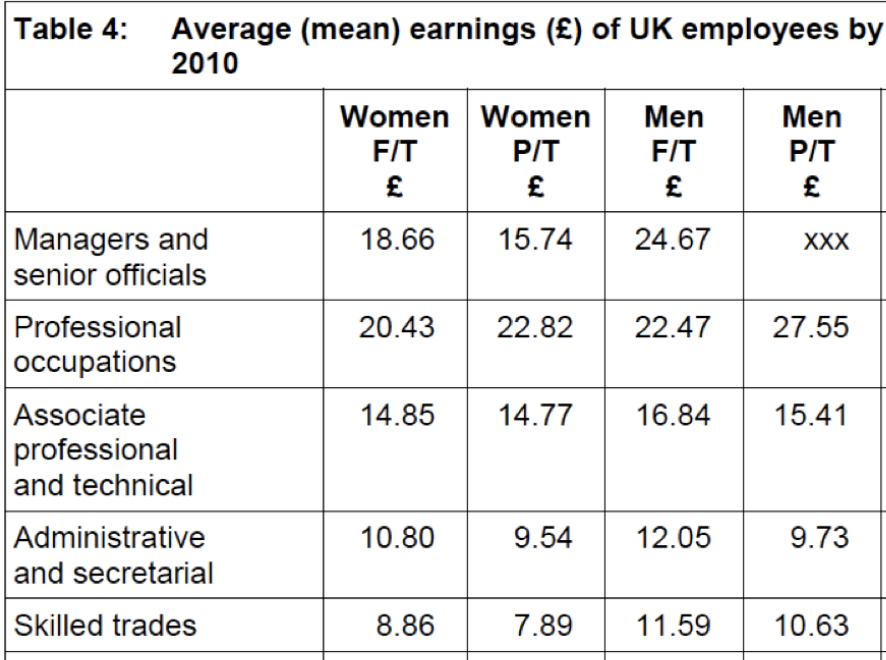 Table 4: Average (mean) earnings (£) of UK employees by
2010
Women F/T £ Women P/T £ Men F/T £ Men P/T £
Managers and senior officials 18.66 15.74 24.67 xxx
Professional occupations 20.43 22.82 22.47 27.55
Associate professional and technical 14.85 14.77 16.84 15.41
Administrative and secretarial 10.80 9.54 12.05 9.73
Skilled trades 8.86 7.89 11.59 10.63